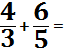 4/3 + 6/5 =